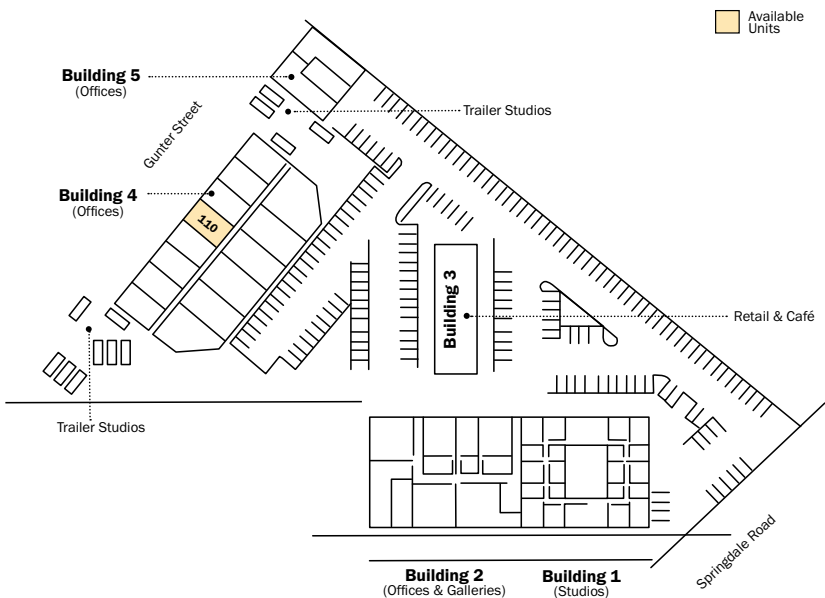 Available
Units
Building 5
(Offices)
Trailer Studios
Gunter Street
Building 4
(Offices)
110
Building 3
Retail & Café
Trailer Studios
Springdale Road
Building 2
(Offices & Galleries)
Building 1
(Studios)